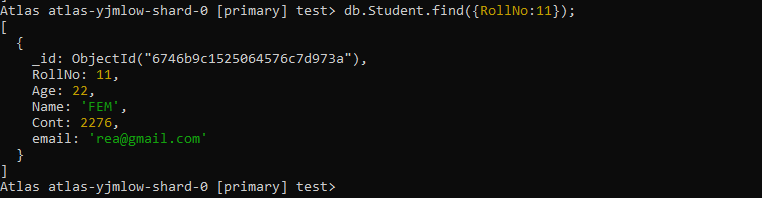 Atlas atlas-yjmlow-shard-0 [primary] test> db.Student.find({RollNo:11});
[
  {
    _id: ObjectId("6746b9c1525064576c7d973a"),
    RollNo: 11,
    Age: 22,
    Name: 'FEM',
    Cont: 2276,
    email: 'rea@gmail.com'
  }
]
Atlas atlas-yjmlow-shard-0 [primary] test>